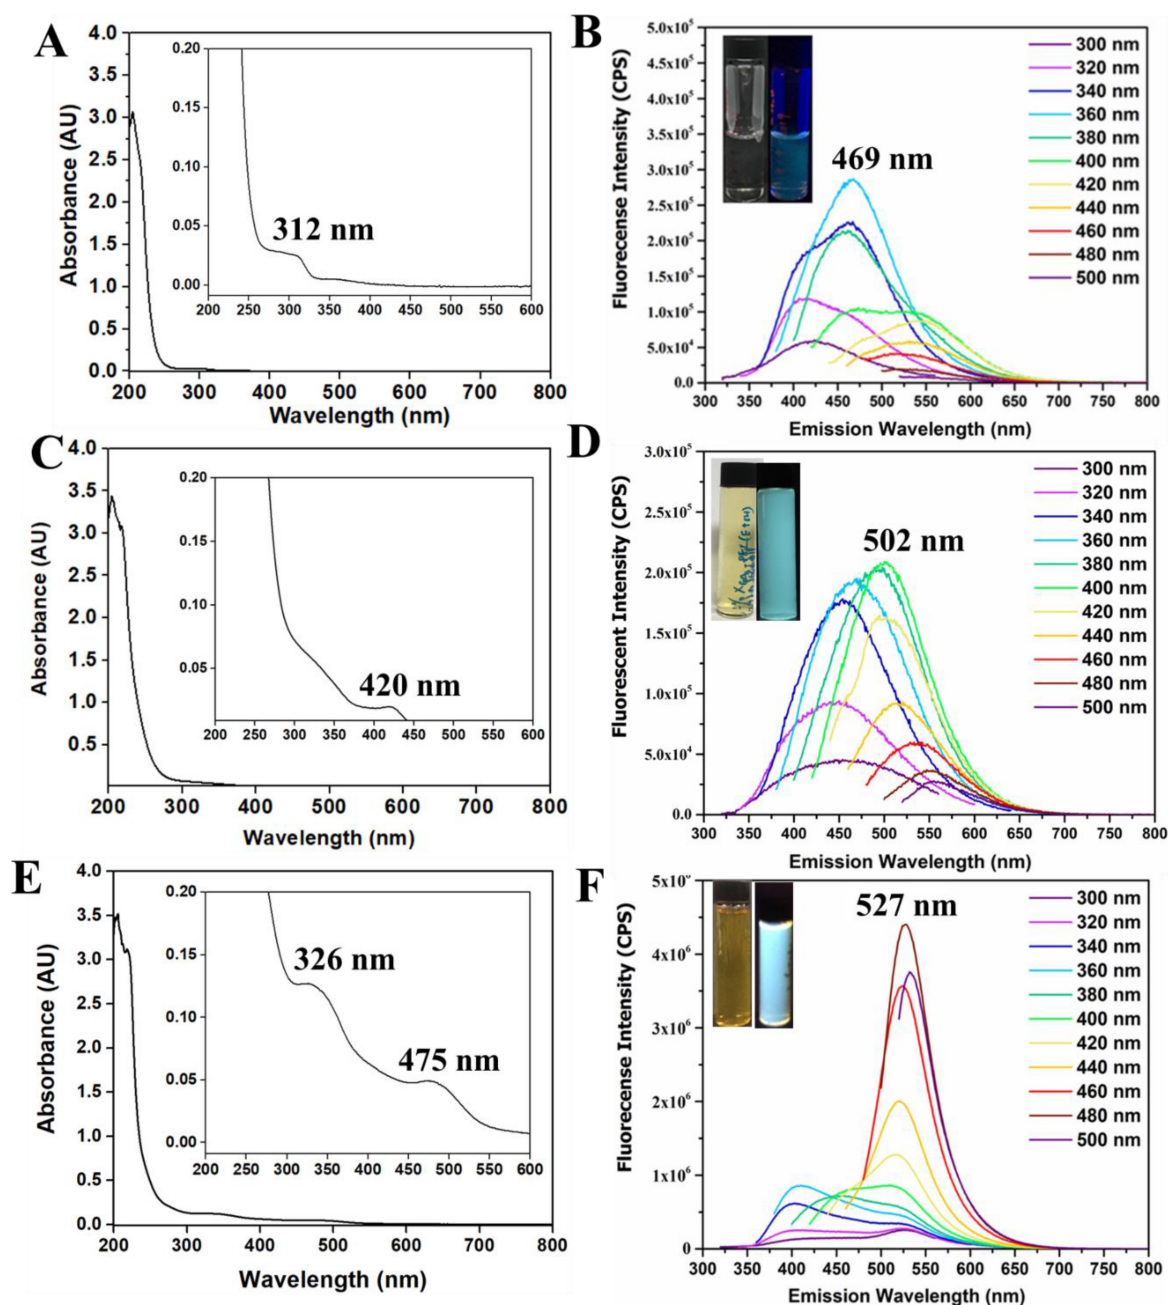 A
Absorbance (AU)
4.0
3.5
3.0
2.5
2.0
1.5
1.0
0.5
0.0
200 300 400 500 600 700 800
Wavelength (nm)
0.20
0.15
0.10
0.05
0.00
200 250 300 350 400 450 500 550 600
312 nm
B
Fluorecense Intensity (CPS)
5.0x10⁵
4.5x10⁵
4.0x10⁵
3.5x10⁵
3.0x10⁵
2.5x10⁵
2.0x10⁵
1.5x10⁵
1.0x10⁵
5.0x10⁴
0.0
300 350 400 450 500 550 600 650 700 750 800
Emission Wavelength (nm)
469 nm
300 nm
320 nm
340 nm
360 nm
380 nm
400 nm
420 nm
440 nm
460 nm
480 nm
500 nm
C
Absorbance (AU)
4.0
3.5
3.0
2.5
2.0
1.5
1.0
0.5
200 300 400 500 600 700 800
Wavelength (nm)
0.20
0.15
0.10
0.05
200 250 300 350 400 450 500 550 600
420 nm
D
Fluorescent Intensity (CPS)
3.0x10⁵
2.5x10⁵
2.0x10⁵
1.5x10⁵
1.0x10⁵
5.0x10⁴
0.0
300 350 400 450 500 550 600 650 700 750 800
Emission Wavelength (nm)
502 nm
300 nm
320 nm
340 nm
360 nm
380 nm
400 nm
420 nm
440 nm
460 nm
480 nm
500 nm
E
Absorbance (AU)
4.0
3.5
3.0
2.5
2.0
1.5
1.0
0.5
0.0
200 300 400 500 600 700 800
Wavelength (nm)
0.20
0.15
0.10
0.05
0.00
200 250 300 350 400 450 500 550 600
326 nm
475 nm
F
Fluorecense Intensity (CPS)
4x10⁶
3x10⁶
2x10⁶
1x10⁶
0
300 350 400 450 500 550 600 650 700 750 800
Emission Wavelength (nm)
527 nm
300 nm
320 nm
340 nm
360 nm
380 nm
400 nm
420 nm
440 nm
460 nm
480 nm
500 nm